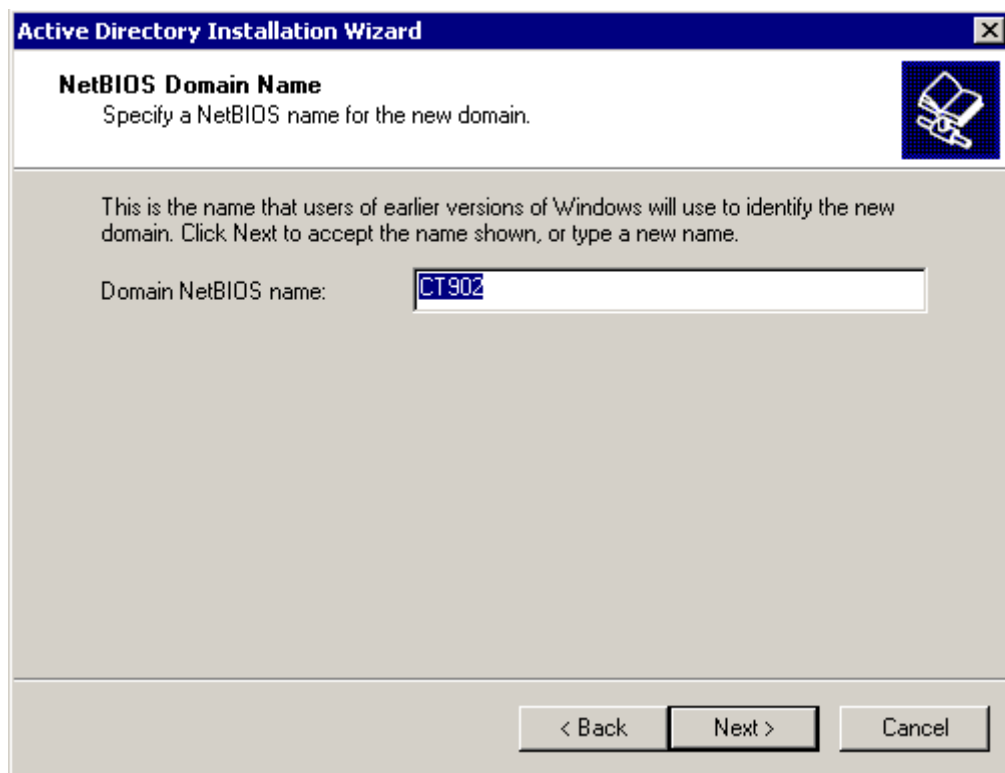 Active Directory Installation Wizard
NetBIOS Domain Name
Specify a NetBIOS name for the new domain.
This is the name that users of earlier versions of Windows will use to identify the new
domain. Click Next to accept the name shown, or type a new name.
Domain NetBIOS name: CT902
< Back Next > Cancel